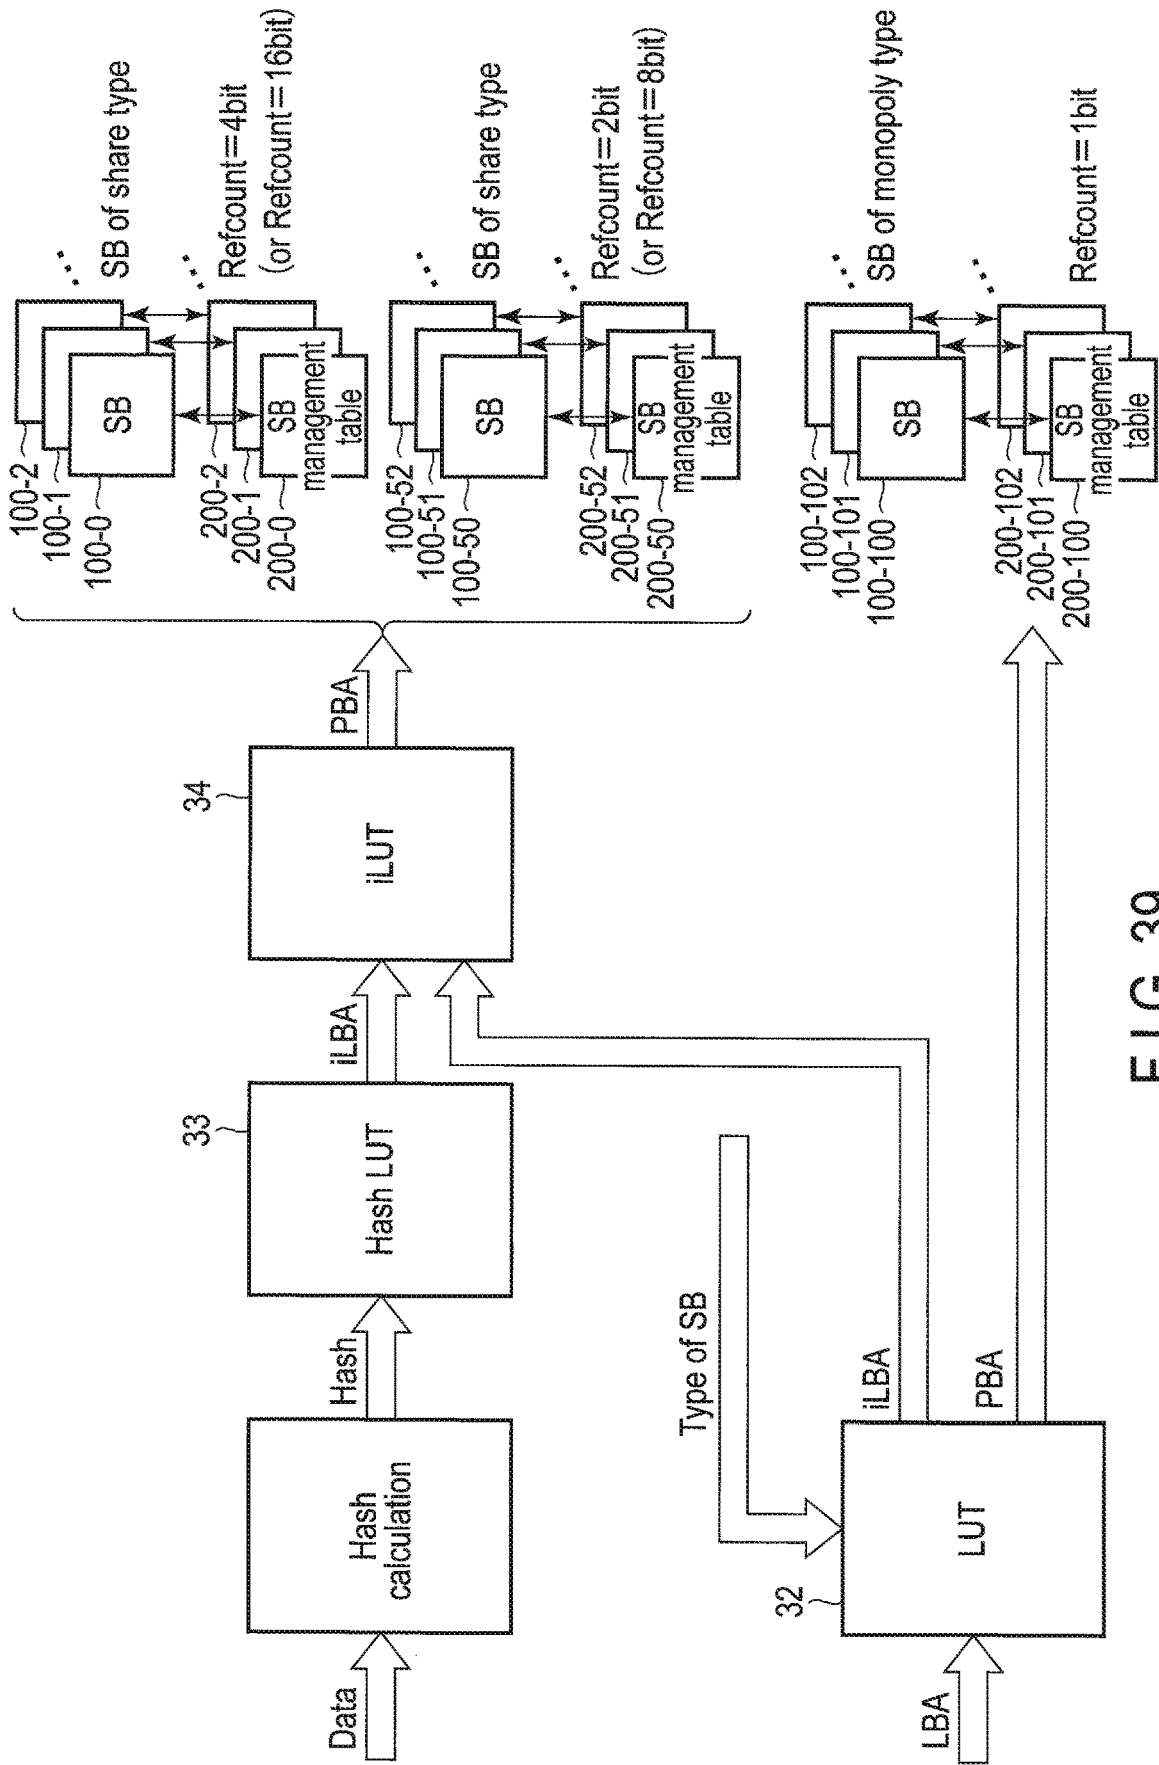 Data
Hash
calculation
Hash
33
Hash LUT
iLBA
34
iLUT
PBA
100-2
100-1
100-0
SB
SB of share type
200-2
200-1
200-0
SB
management
table
Refcount=4bit
(or Refcount=16bit)
100-52
100-51
100-50
SB
SB of share type
200-52
200-51
200-50
SB
management
table
Refcount=2bit
(or Refcount=8bit)
LBA
32
LUT
Type of SB
iLBA
PBA
100-102
100-101
100-100
SB
SB of monopoly type
200-102
200-101
200-100
SB
management
table
Refcount=1bit
FIG. 39